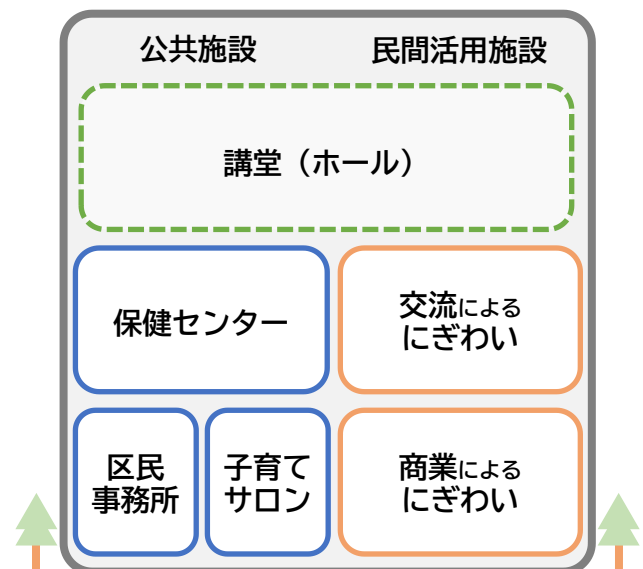 公共施設
民間活用施設
講堂（ホール）
保健センター
交流による
にぎわい
区民
事務所
子育て
サロン
商業による
にぎわい